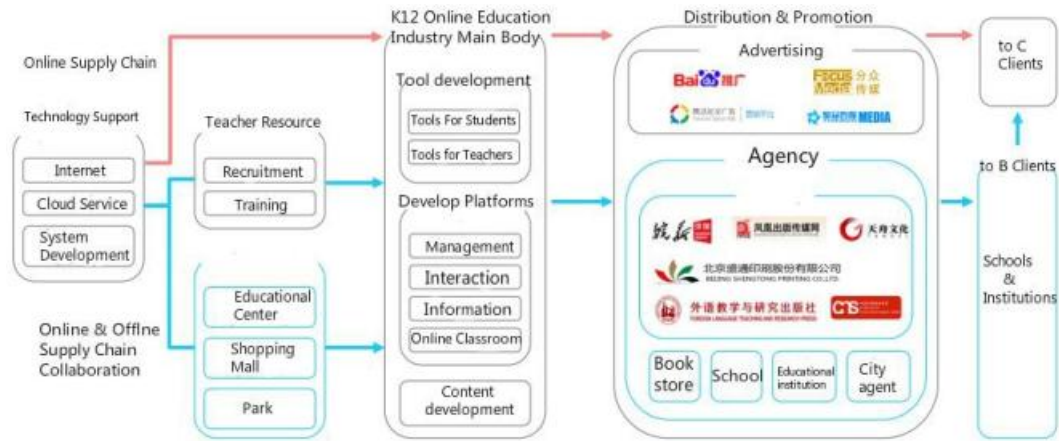 K12 Online Education
Industry Main Body
Distribution & Promotion
to C
Clients
Online Supply Chain
Technology Support
Internet
Cloud Service
System
Development
Teacher Resource
Recruitment
Training
Online & Offlne
Supply Chain
Collaboration
Educational
Center
Shopping
Mall
Park
Tool development
Tools For Students
Tools for Teachers
Develop Platforms
Management
Interaction
Information
Online Classroom
Content
development
Advertising
Bai 推广
Focus 分众
Media 传媒
MEDIA
Agency
皖新
凤凰出版传媒网
天舟文化
北京盛通印刷股份有限公司
BEIJING SHENGTONG PRINTING CO.,LTD
外语教学与研究出版社
FOREIGN LANGUAGE TEACHING AND RESEARCH PRESS
Book
store
School
Educational
institution
City
agent
to B Clients
Schools
&
Institutions